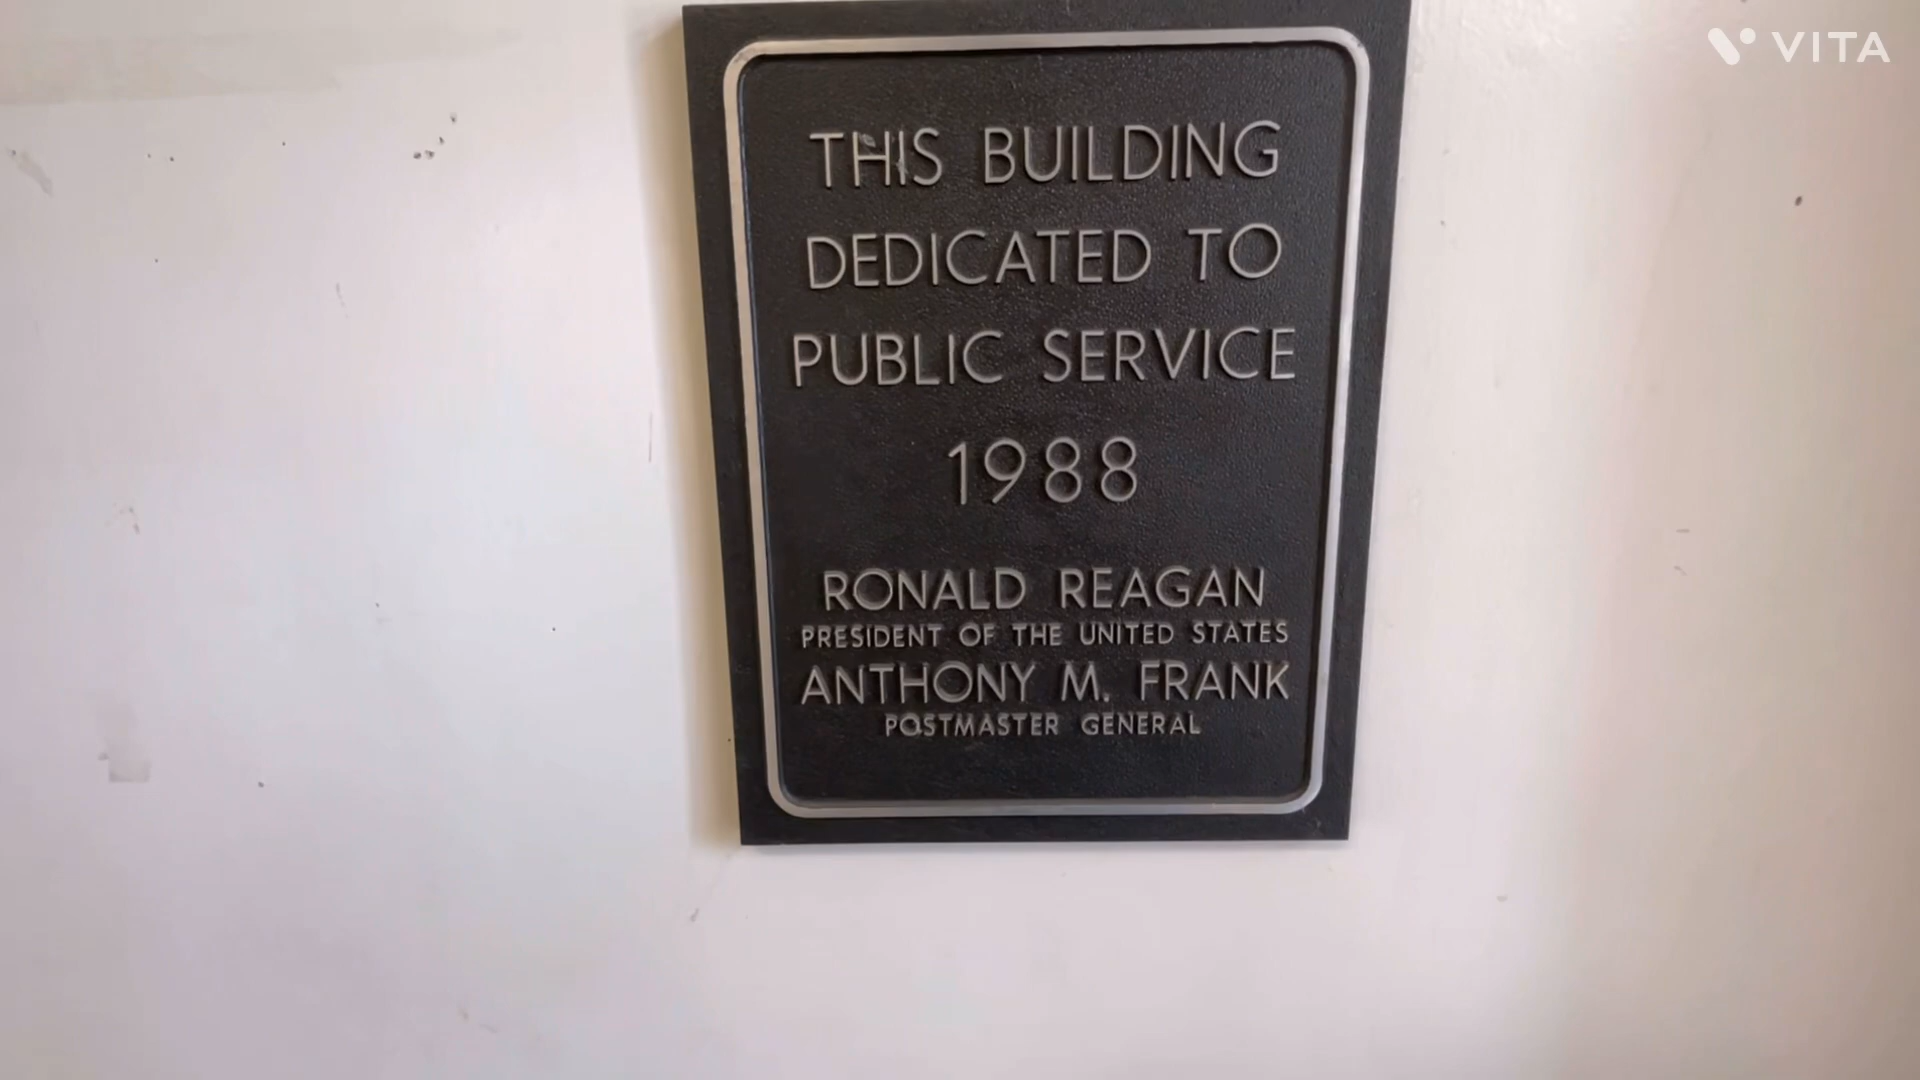 VITA
THIS BUILDING
DEDICATED TO
PUBLIC SERVICE
1988
RONALD REAGAN
PRESIDENT OF THE UNITED STATES
ANTHONY M. FRANK
POSTMASTER GENERAL